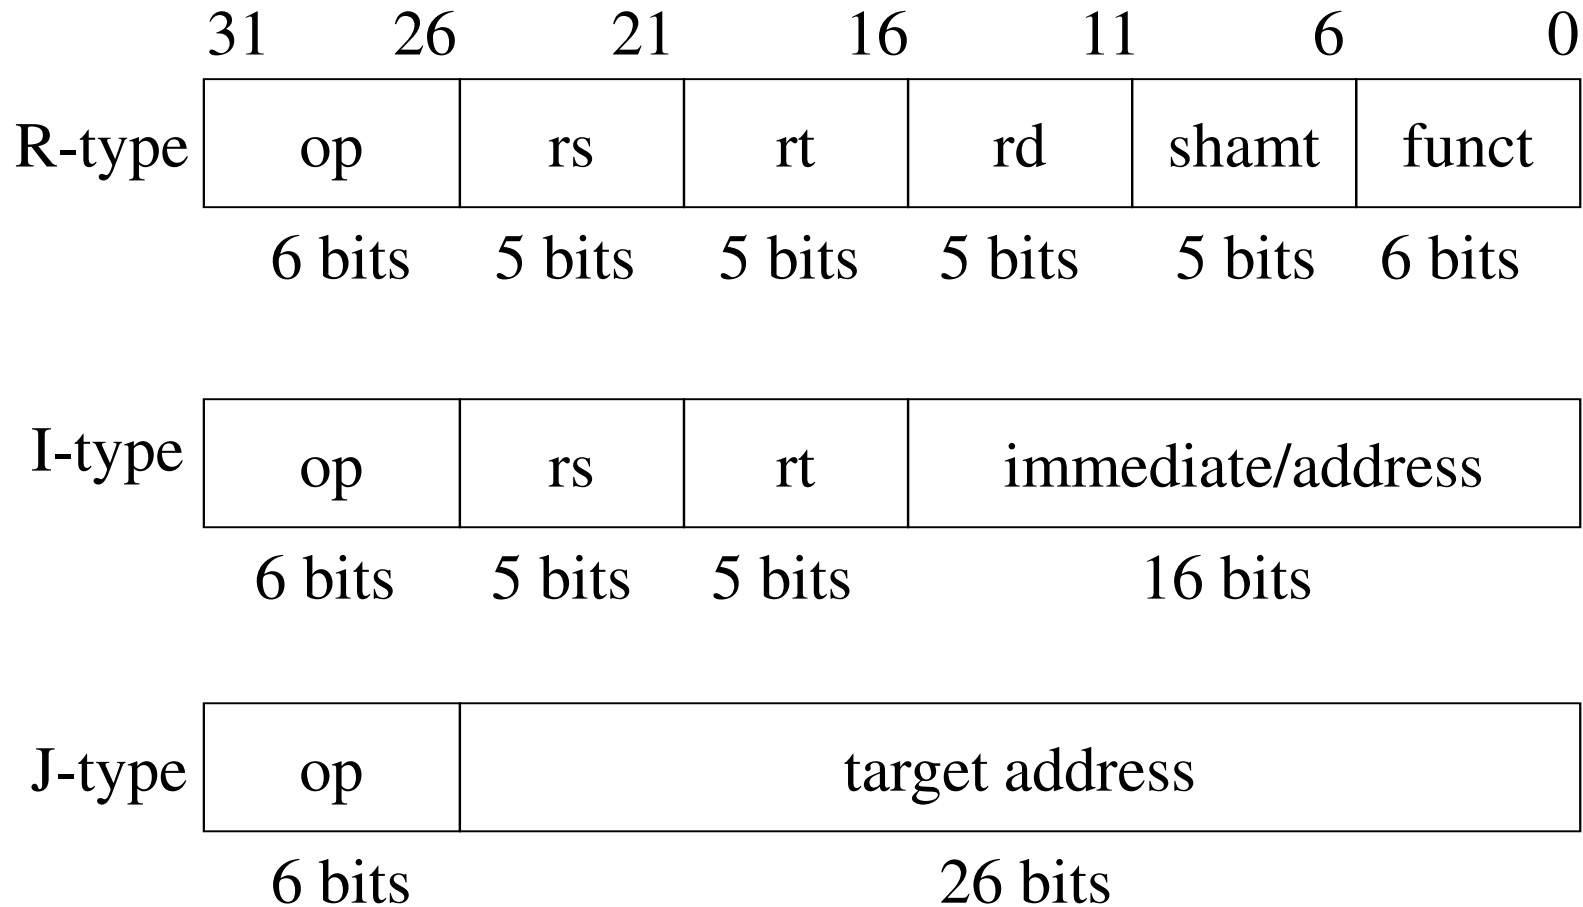 31 26 21 16 11 6 0
R-type op rs rt rd shamt funct
6 bits 5 bits 5 bits 5 bits 5 bits 6 bits
I-type op rs rt immediate/address
6 bits 5 bits 5 bits 16 bits
J-type op target address
6 bits 26 bits